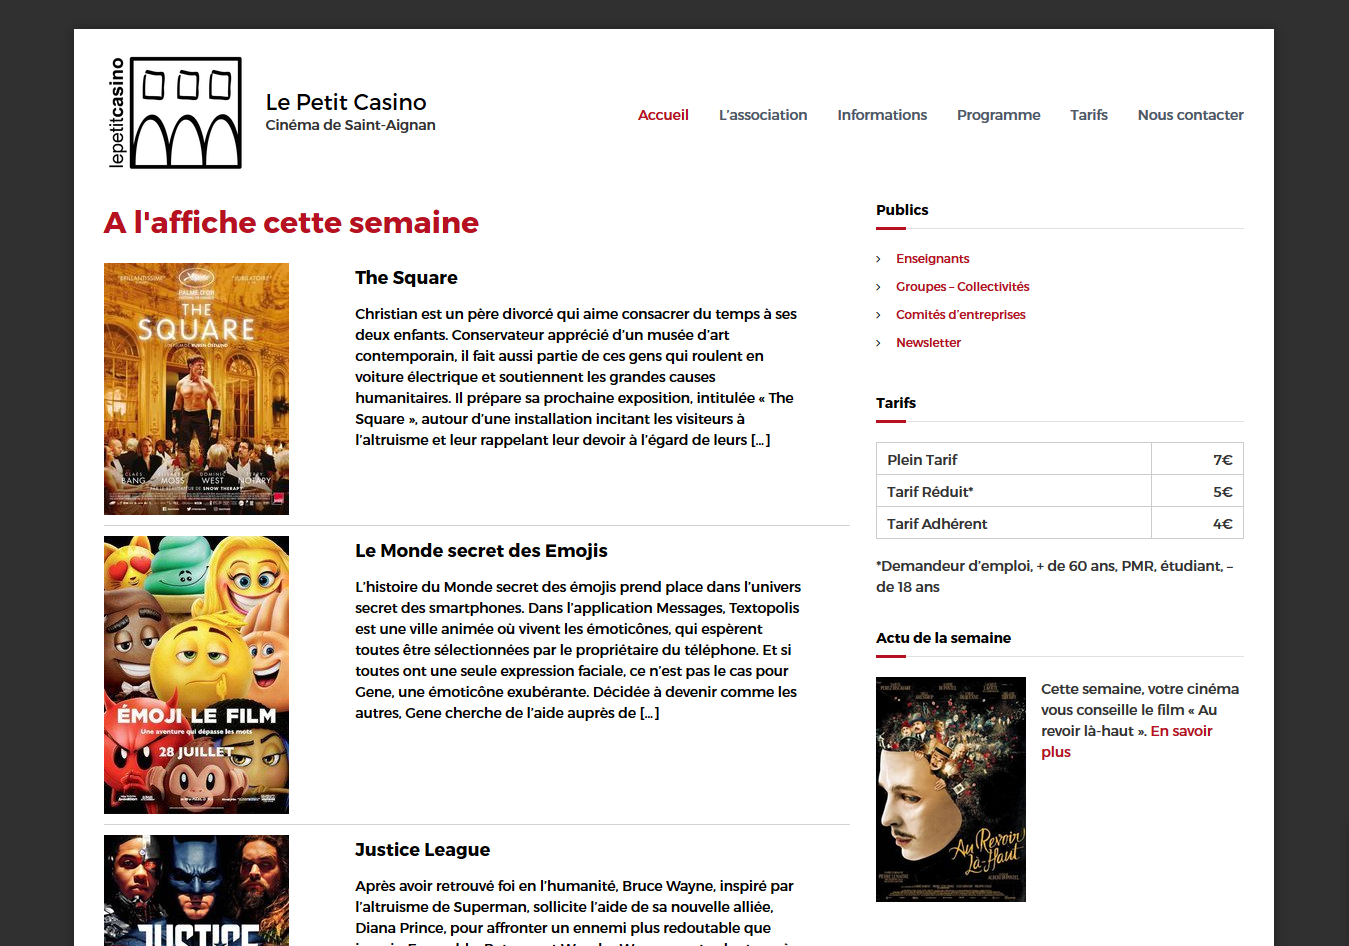 lepetitcasino
Le Petit Casino
Cinéma de Saint-Aignan
Accueil
L'association
Informations
Programme
Tarifs
Nous contacter
A l'affiche cette semaine
PALME D'OR
THE
SQUARE
UN FILM DE RUBEN ÖSTLUND
CLAES BANG
MOSS
DOMINIC WEST
TERRY NOTARY
PAR LE RÉALISATEUR DE SNOW THERAPY
The Square
Christian est un père divorcé qui aime consacrer du temps à ses
deux enfants. Conservateur apprécié d’un musée d’art
contemporain, il fait aussi partie de ces gens qui roulent en
voiture électrique et soutiennent les grandes causes
humanitaires. Il prépare sa prochaine exposition, intitulée « The
Square », autour d’une installation incitant les visiteurs à
l’altruisme et leur rappelant leur devoir à l’égard de leurs […]
ÉMOJI LE FILM
Une aventure qui dépasse les mots
28 JUILLET
Le Monde secret des Emojis
L’histoire du Monde secret des émojis prend place dans l’univers
secret des smartphones. Dans l’application Messages, Textopolis
est une ville animée où vivent les émoticônes, qui espèrent
toutes être sélectionnées par le propriétaire du téléphone. Et si
toutes ont une seule expression faciale, ce n’est pas le cas pour
Gene, une émoticône exubérante. Décidée à devenir comme les
autres, Gene cherche de l’aide auprès de […]
JUSTICE
Justice League
Après avoir retrouvé foi en l’humanité, Bruce Wayne, inspiré par
l’altruisme de Superman, sollicite l’aide de sa nouvelle alliée,
Diana Prince, pour affronter un ennemi plus redoutable que
Publics
Enseignants
Groupes – Collectivités
Comités d’entreprises
Newsletter
Tarifs
Plein Tarif 7€
Tarif Réduit* 5€
Tarif Adhérent 4€
*Demandeur d’emploi, + de 60 ans, PMR, étudiant, –
de 18 ans
Actu de la semaine
Au Revoir
Là-Haut
Cette semaine, votre cinéma
vous conseille le film « Au
revoir là-haut ». En savoir
plus